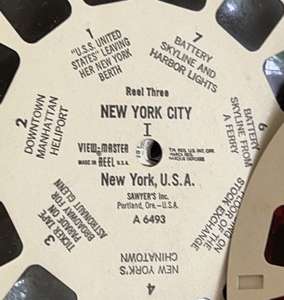 Reel Three
NEW YORK CITY
I
VIEW-MASTER
MADE IN REEL U.S.A.
New York, U.S.A.
SAWYER'S Inc.
Portland, Ore.—U.S.A.
A 6493
1
"U.S.S. UNITED
STATES" LEAVING
HER NEW YORK
BERTH
2
DOWNTOWN
MANHATTAN
HELIPORT
3
TICKER TAPE
PARADE FOR
ASTRONAUT GLENN
4
NEW YORK'S
CHINATOWN
ON
OF THE
STOCK EXCHANGE
6
BATTERY
SKYLINE FROM
A FERRY
7
BATTERY
SKYLINE AND
HARBOR LIGHTS